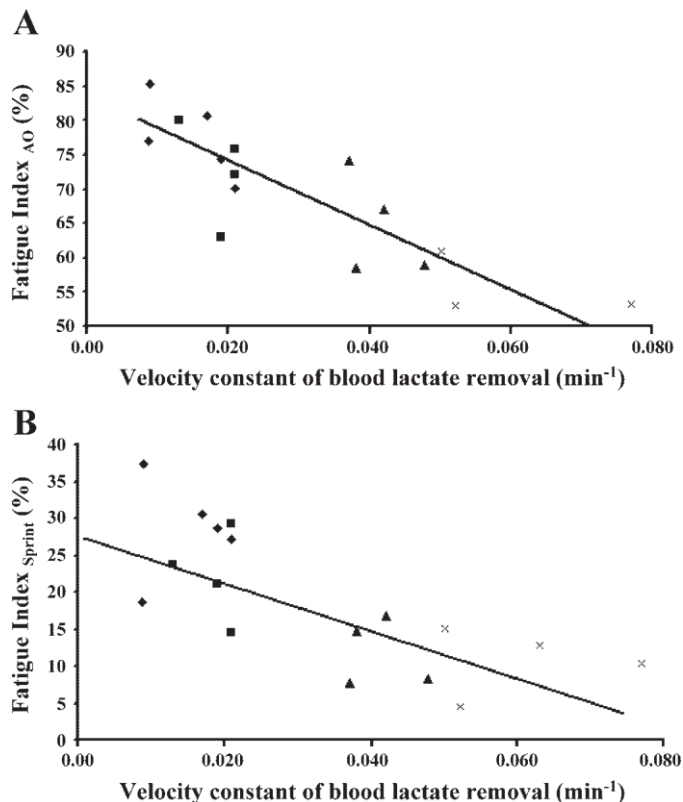 A
Fatigue Index AO (%)
90
85
80
75
70
65
60
55
50
0.00 0.020 0.040 0.060 0.080
Velocity constant of blood lactate removal (min-1)
B
Fatigue Index Sprint (%)
40
35
30
25
20
15
10
5
0
0.00 0.020 0.040 0.060 0.080
Velocity constant of blood lactate removal (min-1)